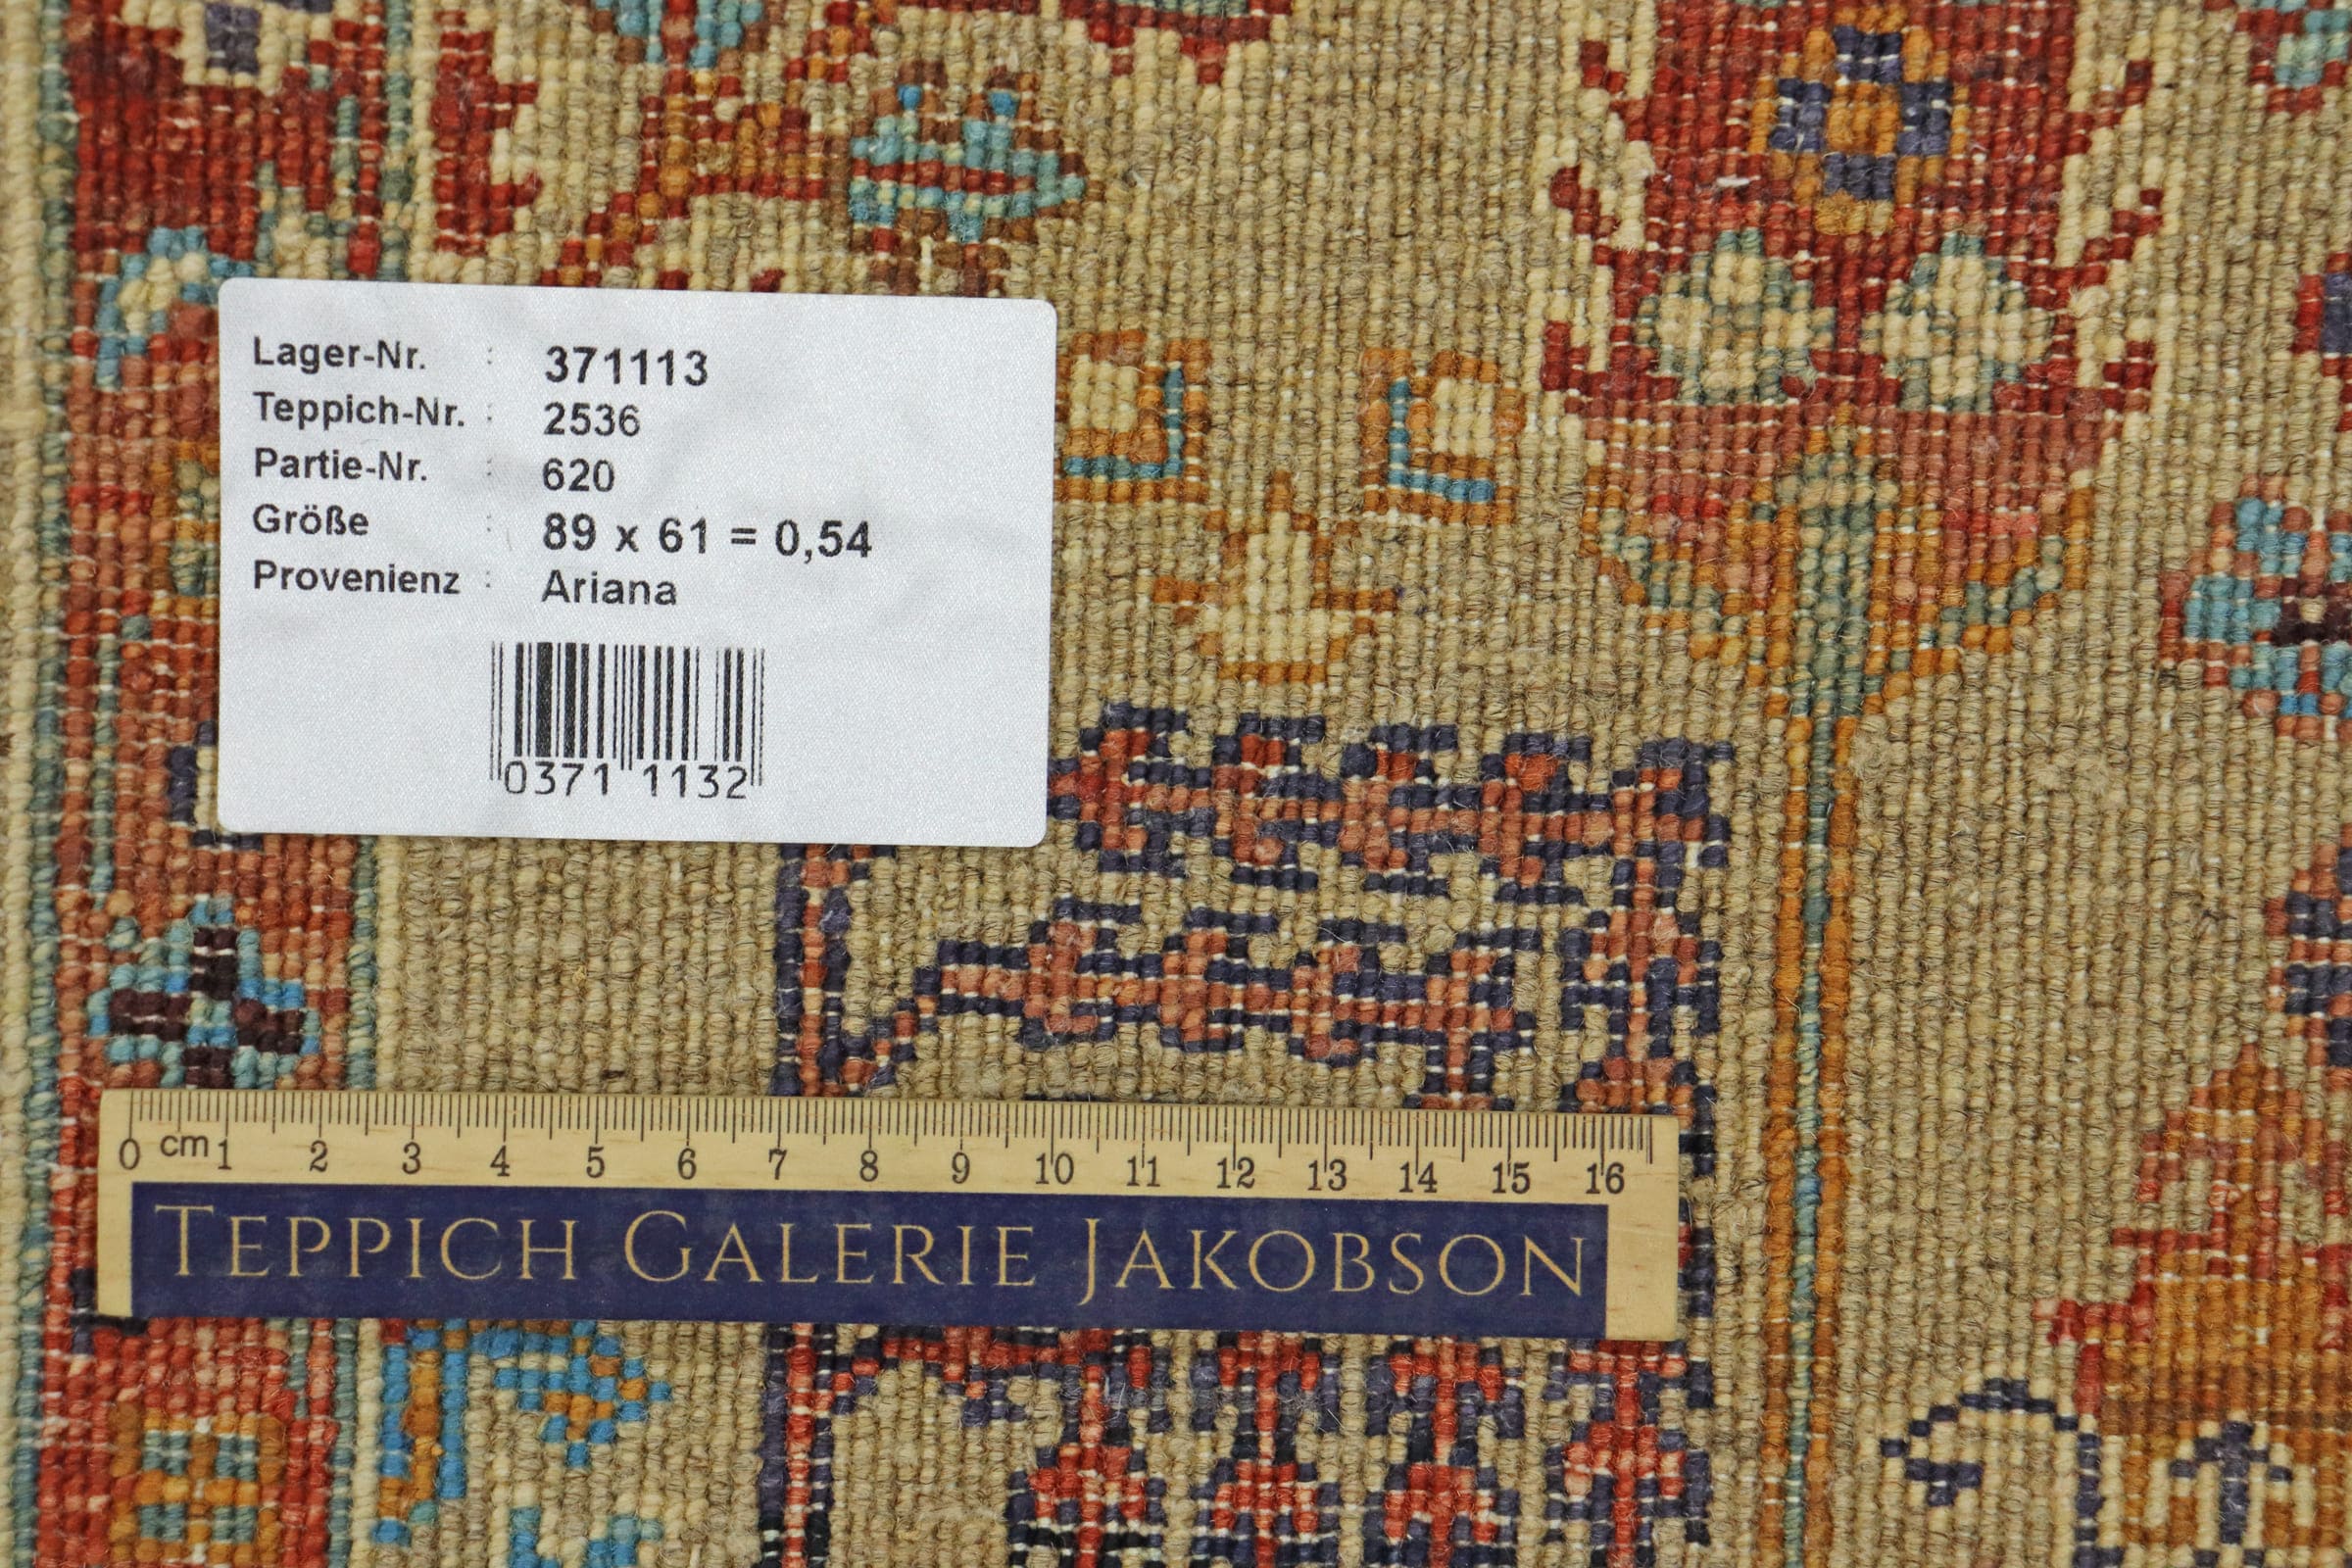 Lager-Nr. : 371113
Teppich-Nr. : 2536
Partie-Nr. : 620
Größe : 89 x 61 = 0,54
Provenienz : Ariana
0371 1132
0 cm 1 2 3 4 5 6 7 8 9 10 11 12 13 14 15 16
TEPPICH GALERIE JAKOBSON